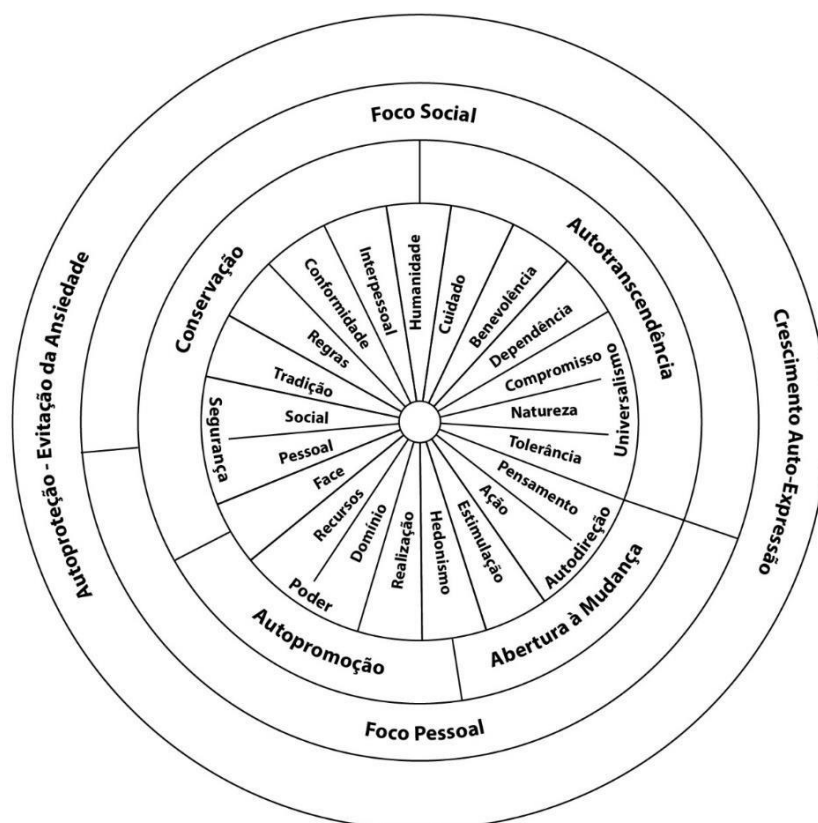 Foco Social
Autoproteção - Evitação da Ansiedade
Crescimento Auto-Expressão
Foco Pessoal
Conservação
Autotranscendência
Autopromoção
Abertura à Mudança
Humanidade
Cuidado
Benevolência
Dependência
Compromisso
Natureza
Tolerância
Universalismo
Pensamento
Ação
Autodireção
Estimulação
Hedonismo
Realização
Domínio
Recursos
Poder
Face
Pessoal
Social
Segurança
Tradição
Regras
Conformidade
Interpessoal